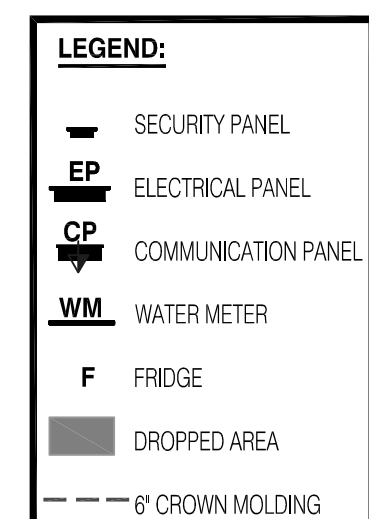 LEGEND:
SECURITY PANEL
EP ELECTRICAL PANEL
CP COMMUNICATION PANEL
WM WATER METER
F FRIDGE
DROPPED AREA
6" CROWN MOLDING